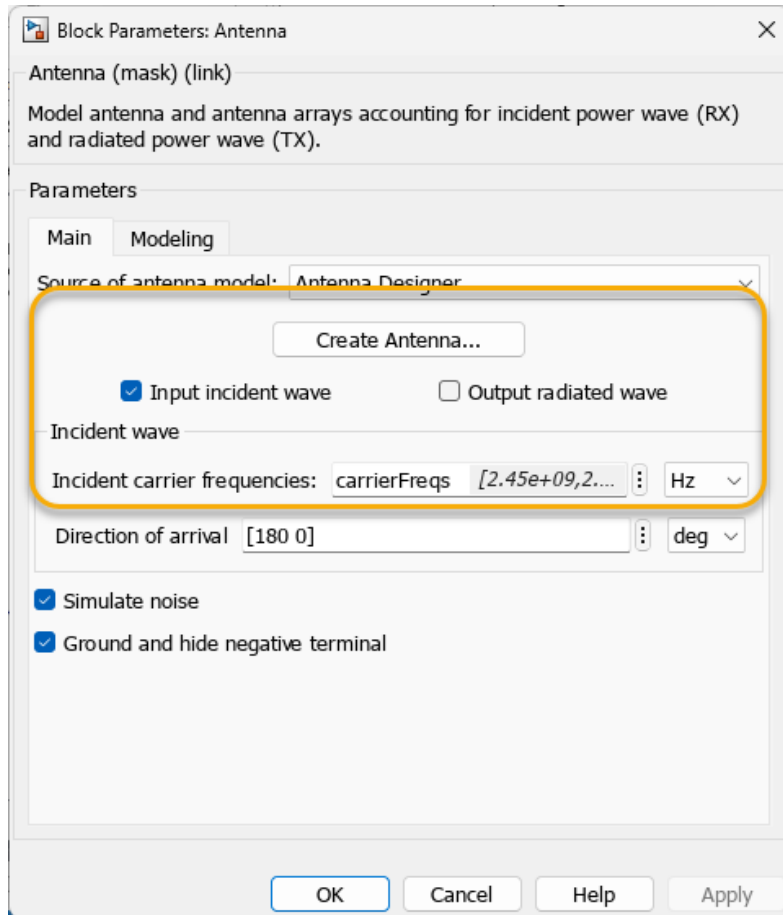 Block Parameters: Antenna
Antenna (mask) (link)
Model antenna and antenna arrays accounting for incident power wave (RX)
and radiated power wave (TX).
Parameters
Main Modeling
Source of antenna model: Antenna Designer
Create Antenna...
Input incident wave Output radiated wave
Incident wave
Incident carrier frequencies: carrierFreqs [2.45e+09,2.... Hz
Direction of arrival [180 0] deg
Simulate noise
Ground and hide negative terminal
OK Cancel Help Apply